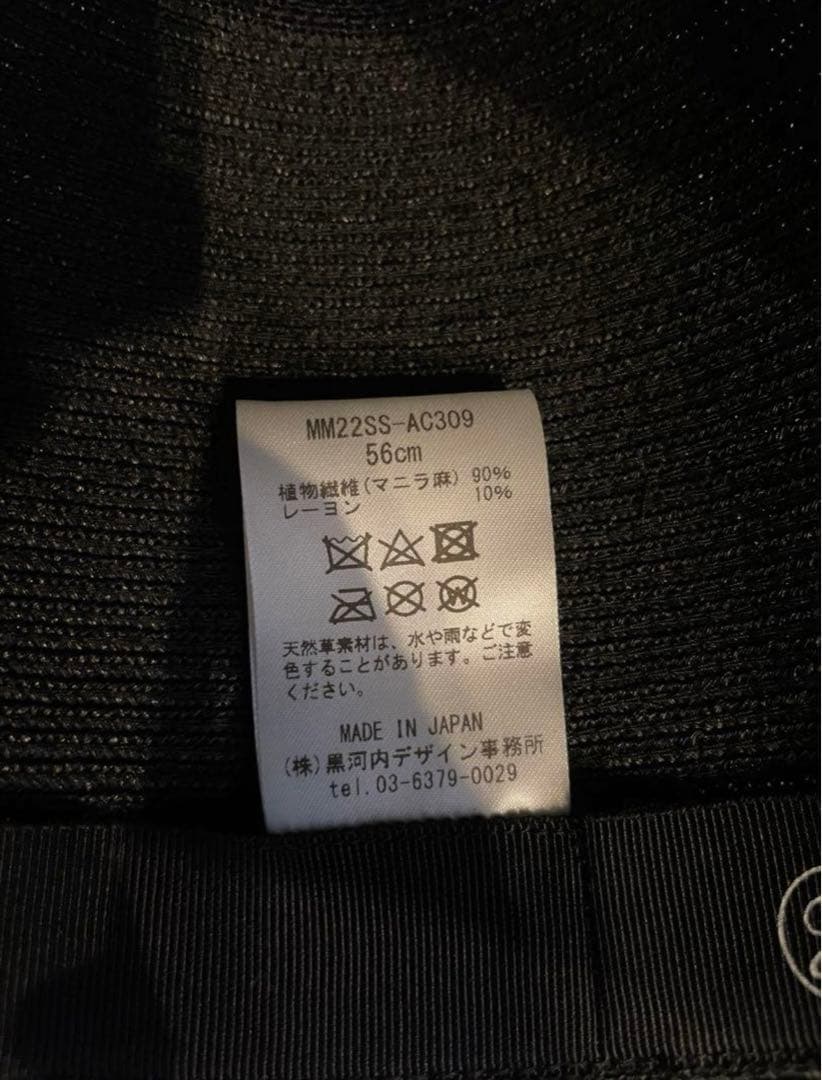 MM22SS-AC309
56cm
植物繊維(マニラ麻) 90%
レーヨン 10%
W
天然草素材は、水や雨などで変
色することがあります。ご注意
ください。
MADE IN JAPAN
(株)黒河内デザイン事務所
tel.03-6379-0029